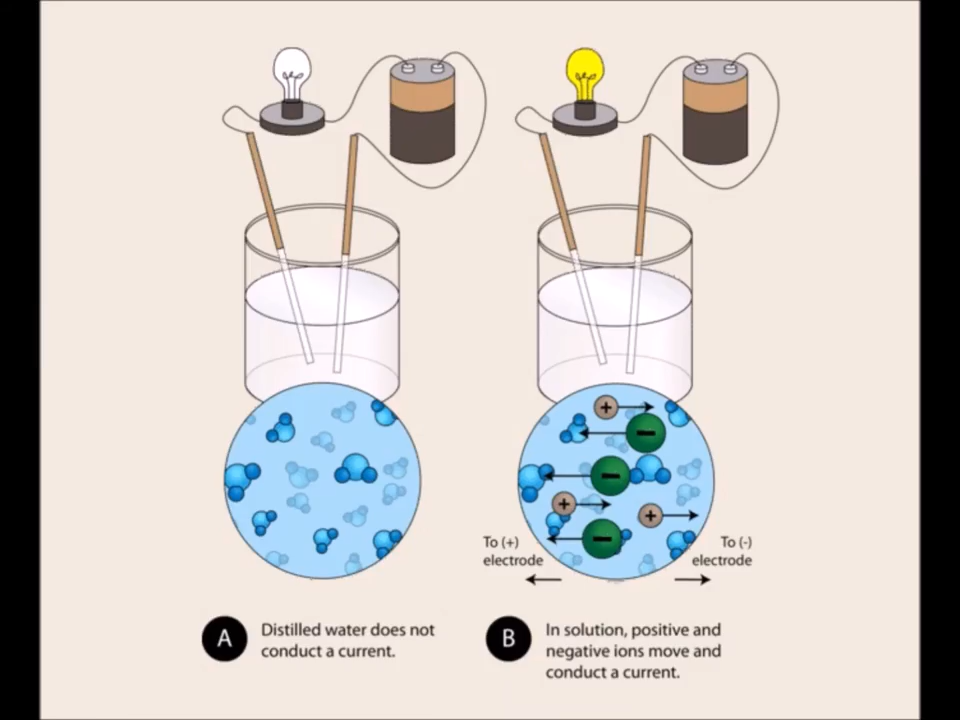 +
−
−
+
+
−
To (+)
electrode
To (-)
electrode
A
Distilled water does not
conduct a current.
B
In solution, positive and
negative ions move and
conduct a current.